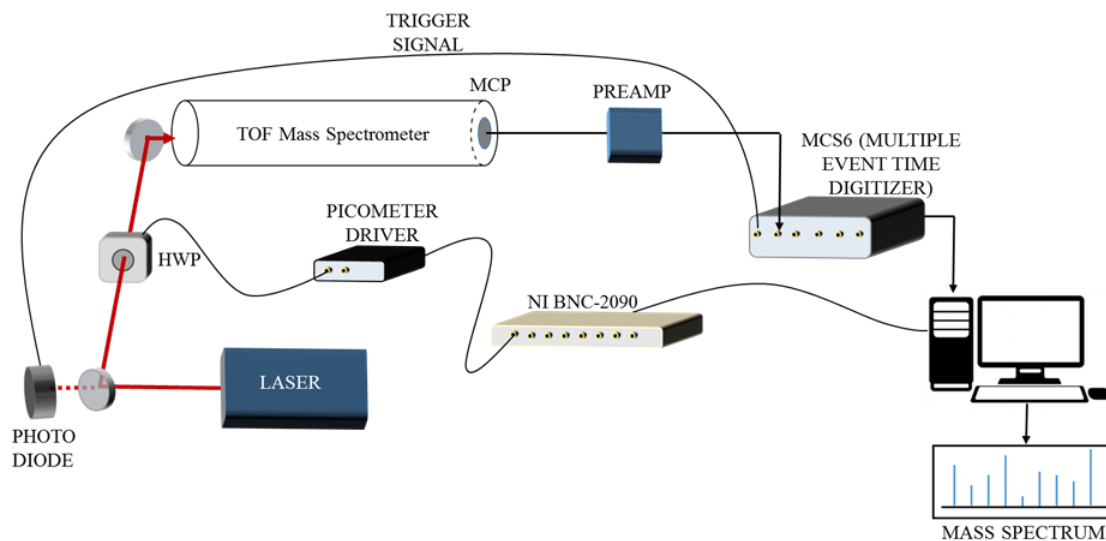 TRIGGER
SIGNAL
MCP
PREAMP
TOF Mass Spectrometer
MCS6 (MULTIPLE
EVENT TIME
DIGITIZER)
PICOMETER
DRIVER
HWP
NI BNC-2090
LASER
PHOTO
DIODE
MASS SPECTRUM